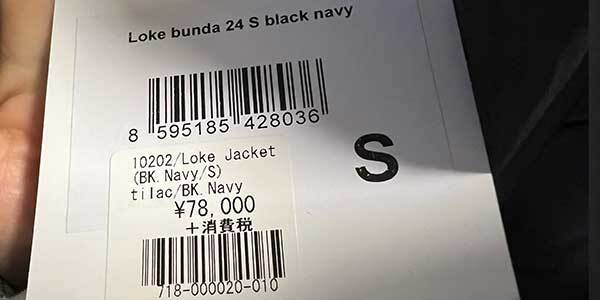 Loke bunda 24 S black navy
8 595185 428036
S
10202/Loke Jacket
(BK.Navy/S)
tilac/BK.Navy
¥78,000
+消費税
718-000020-010